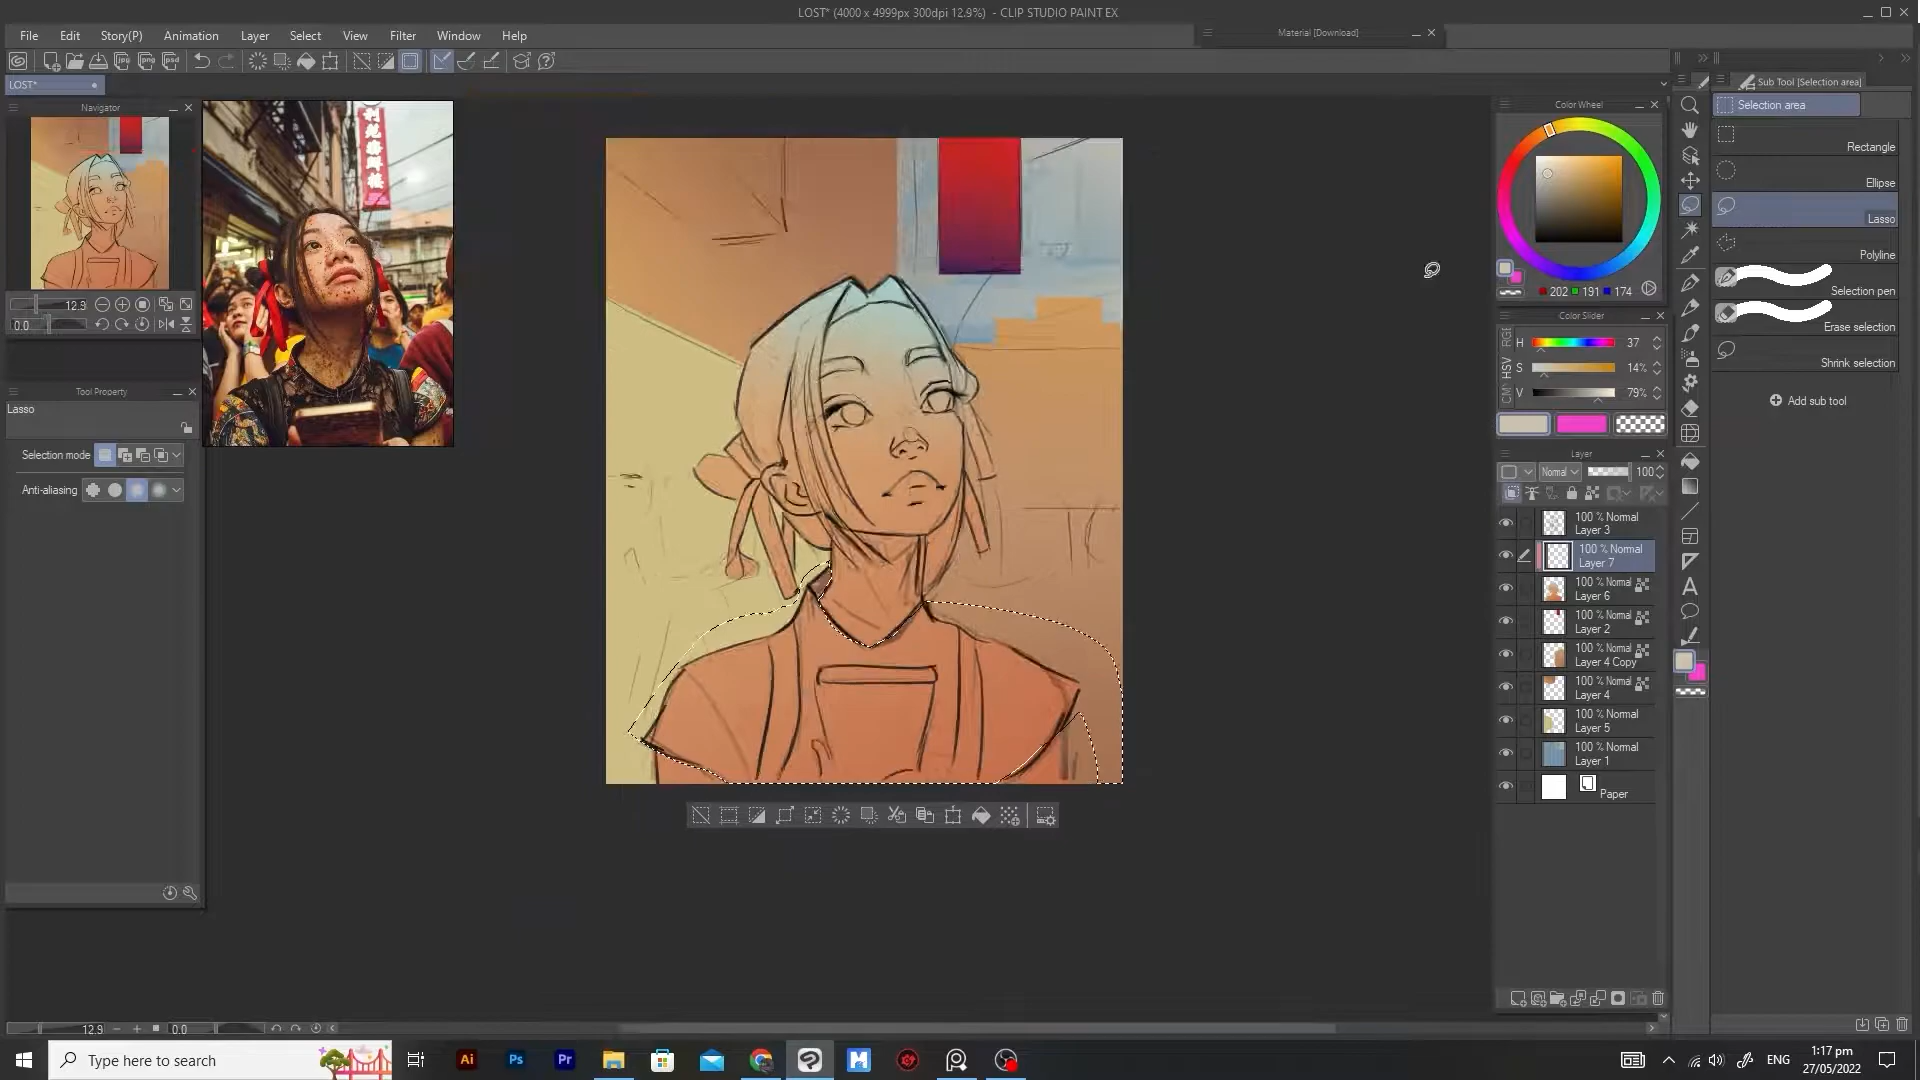 LOST* (4000 x 4999px 300dpi 12.9%) - CLIP STUDIO PAINT EX
File Edit Story(P) Animation Layer Select View Filter Window Help
Material [Download]
LOST*
Navigator
12.9
0.0
Tool Property
Lasso
Selection mode
Anti-aliasing
Color Wheel
202 191 174
Color Slider
RGB
HSV
H 37
S 14%
V 79%
Layer
Normal 100
100 % Normal
Layer 3
100 % Normal
Layer 7
100 % Normal
Layer 6
100 % Normal
Layer 2
100 % Normal
Layer 4 Copy
100 % Normal
Layer 4
100 % Normal
Layer 5
100 % Normal
Layer 1
Paper
Sub Tool [Selection area]
Selection area
Rectangle
Ellipse
Lasso
Polyline
Selection pen
Erase selection
Shrink selection
Add sub tool
12.9 0.0
Type here to search
Ai Ps Pr
ENG
1:17 pm
27/05/2022